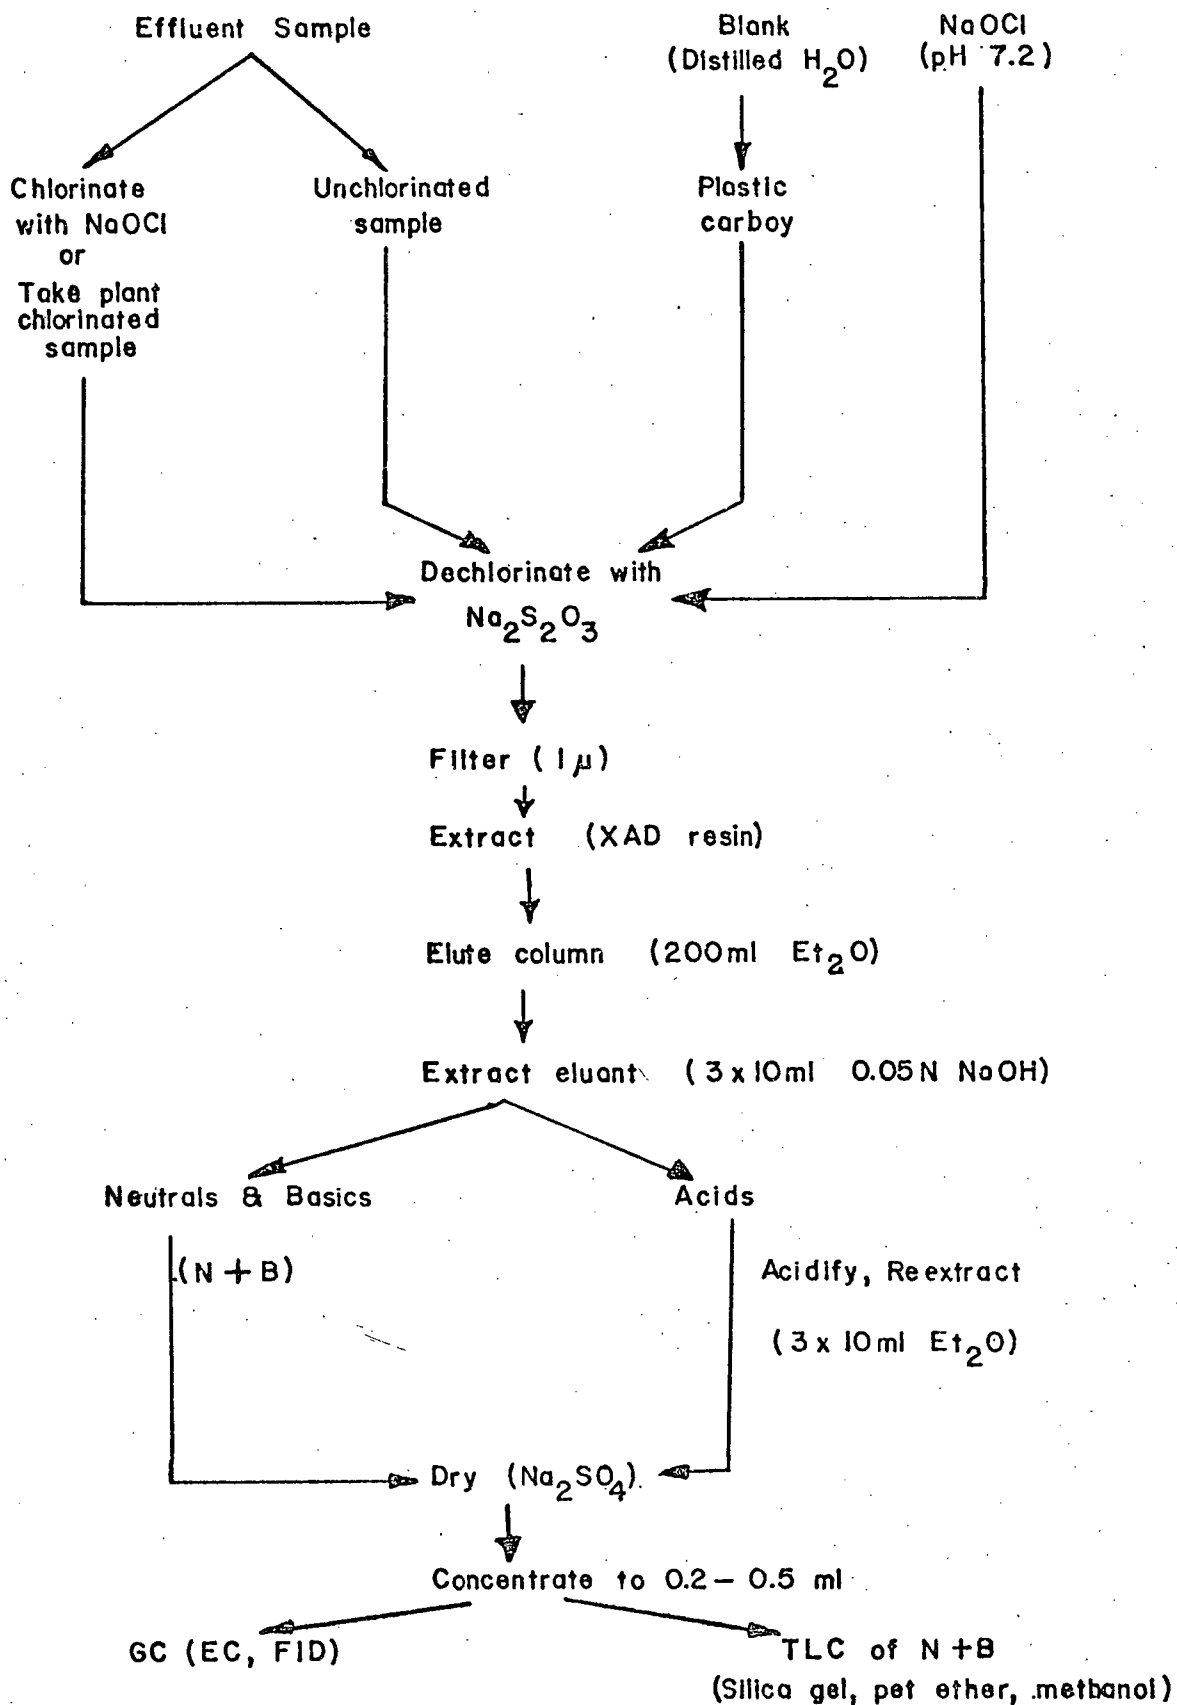 Effluent Sample
Blank
(Distilled H2O)
NaOCl
(pH 7.2)
Chlorinate
with NaOCl
or
Take plant
chlorinated
sample
Unchlorinated
sample
Plastic
carboy
Dechlorinate with
Na2S2O3
Filter (1μ)
Extract (XAD resin)
Elute column (200ml Et2O)
Extract eluant (3x10ml 0.05N NaOH)
Neutrals & Basics
(N + B)
Acids
Acidify, Reextract
(3x10ml Et2O)
Dry (Na2SO4).
Concentrate to 0.2-0.5 ml
GC (EC, FID)
TLC of N+B
(Silica gel, pet ether, methanol)